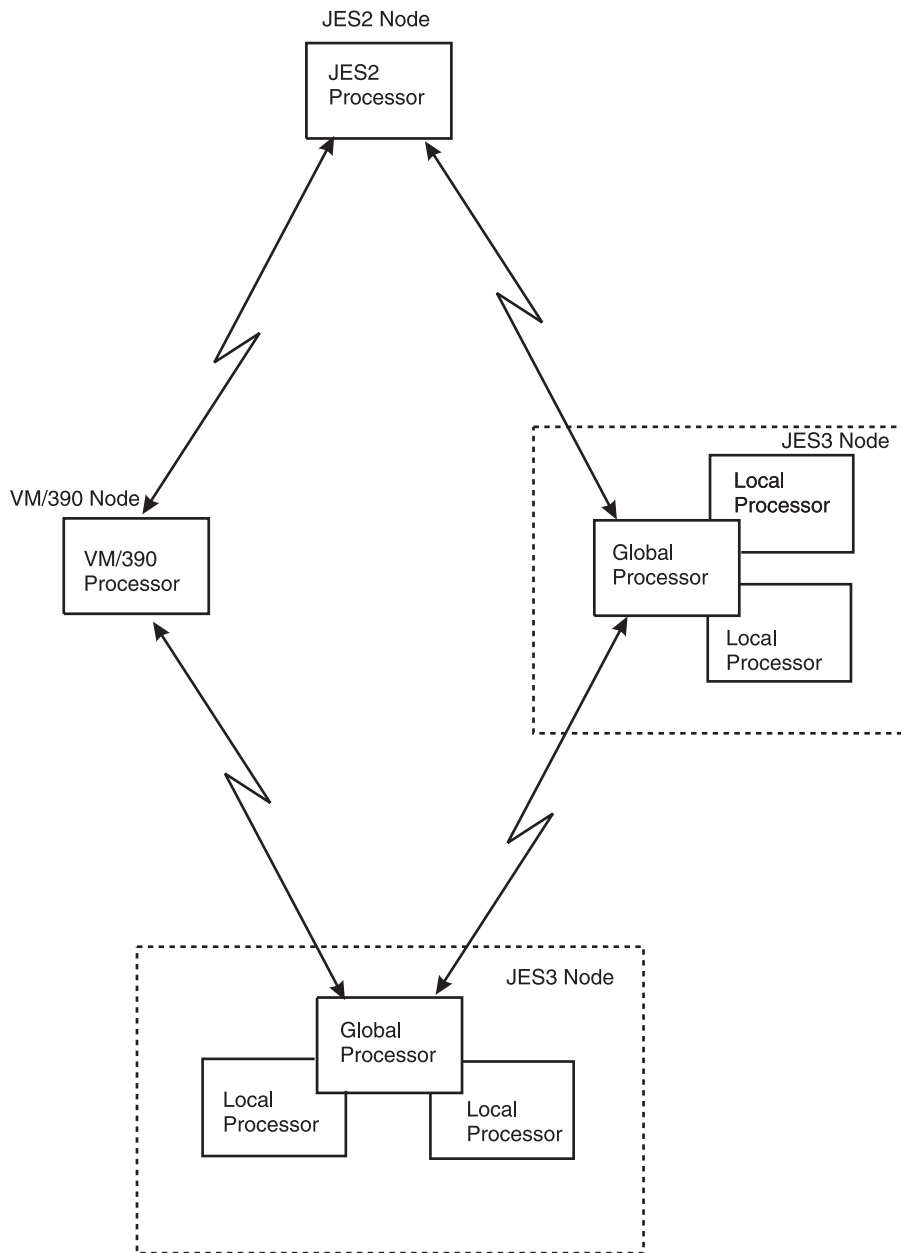 JES2 Node
JES2
Processor
JES3 Node
Local
Processor
VM/390 Node
VM/390
Processor
Global
Processor
Local
Processor
JES3 Node
Global
Processor
Local
Processor
Local
Processor